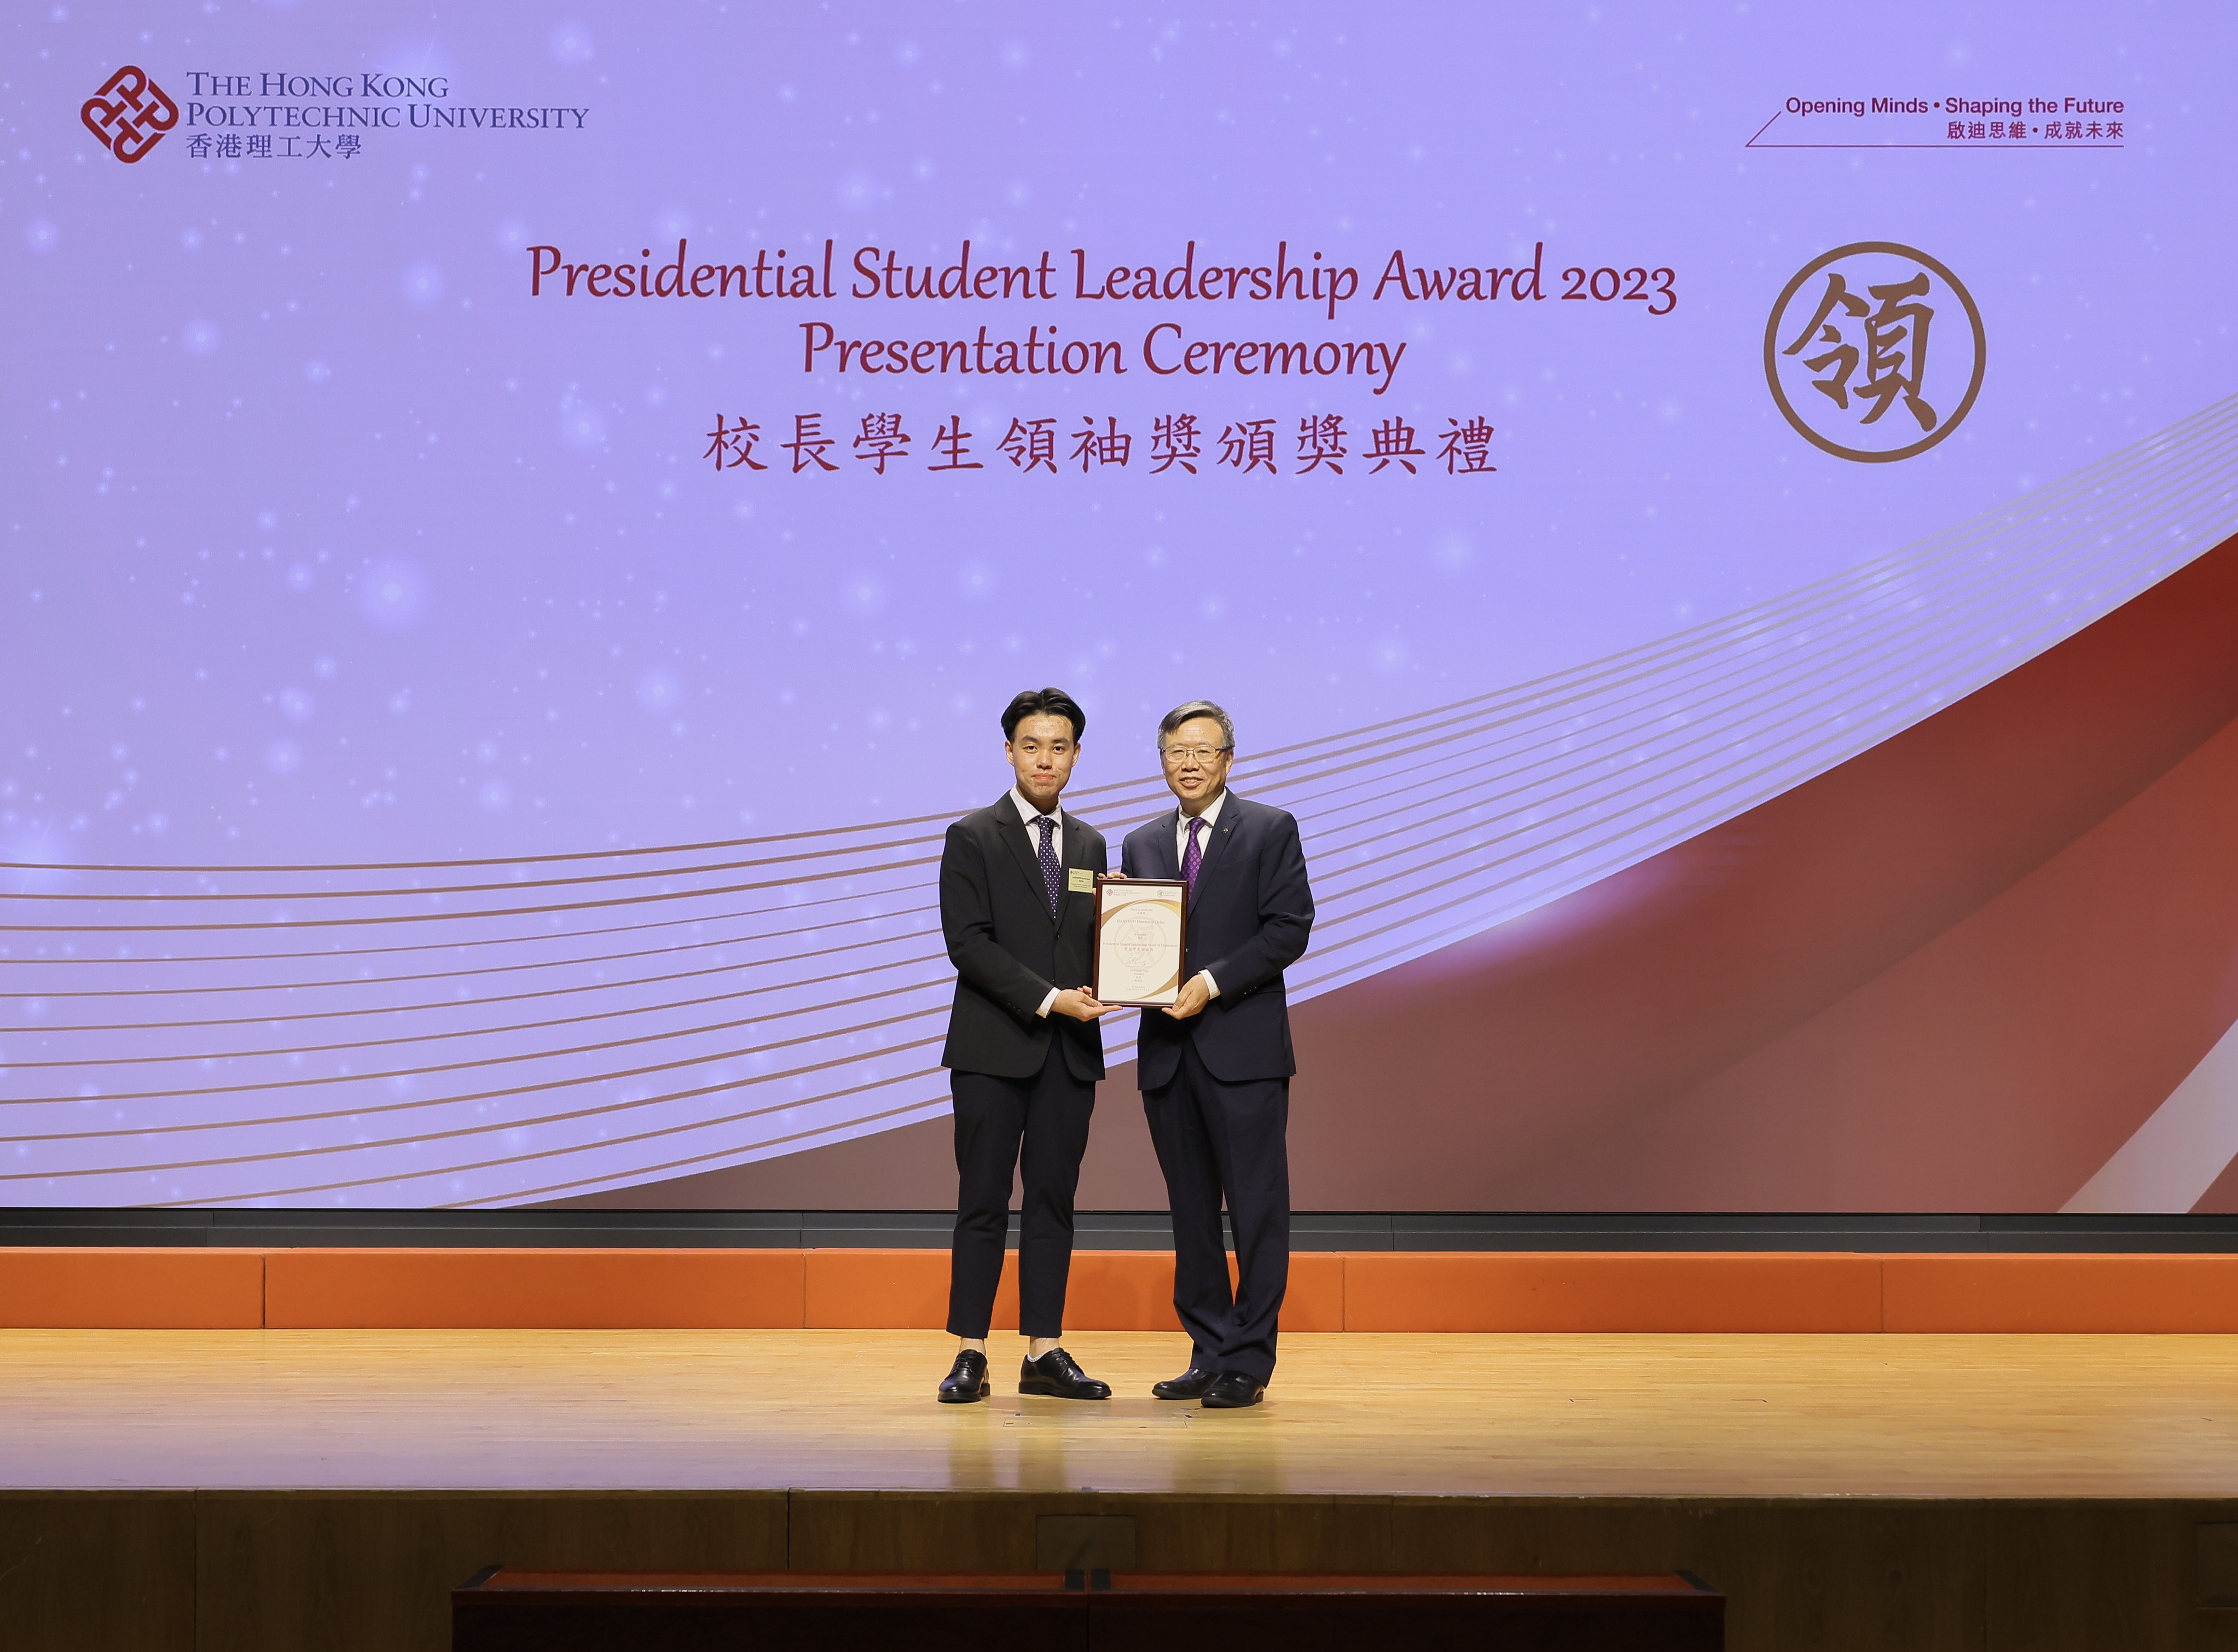 THE HONG KONG
POLYTECHNIC UNIVERSITY
香港理工大學
Opening Minds • Shaping the Future
啟迪思維 • 成就未來
Presidential Student Leadership Award 2023
Presentation Ceremony
校長學生領袖獎頒獎典禮
領